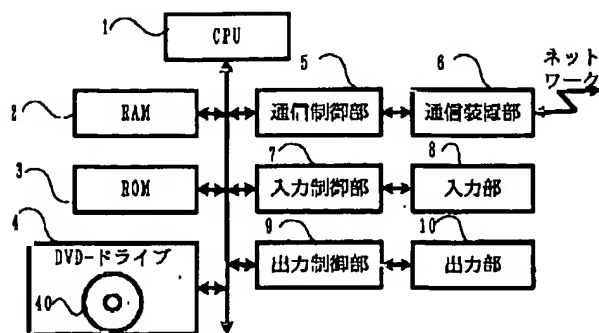 1
CPU
5
6
ネット
ワーク
2
RAM
通信制御部
通信装置部
3
ROM
7
入力制御部
8
入力部
4
DVD-ドライブ
40
9
出力制御部
10
出力部